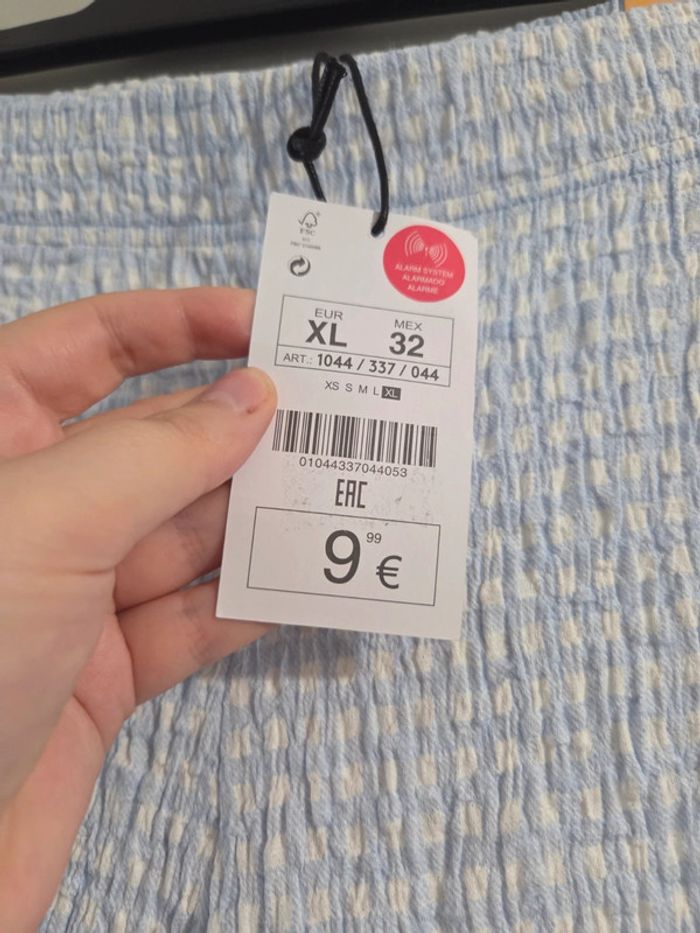 FSC
ALARM SYSTEM
ALARMADO
ALARME
EUR
XL
MEX
32
ART.: 1044 / 337 / 044
XS S M L XL
01044337044053
EAC
9 99 €